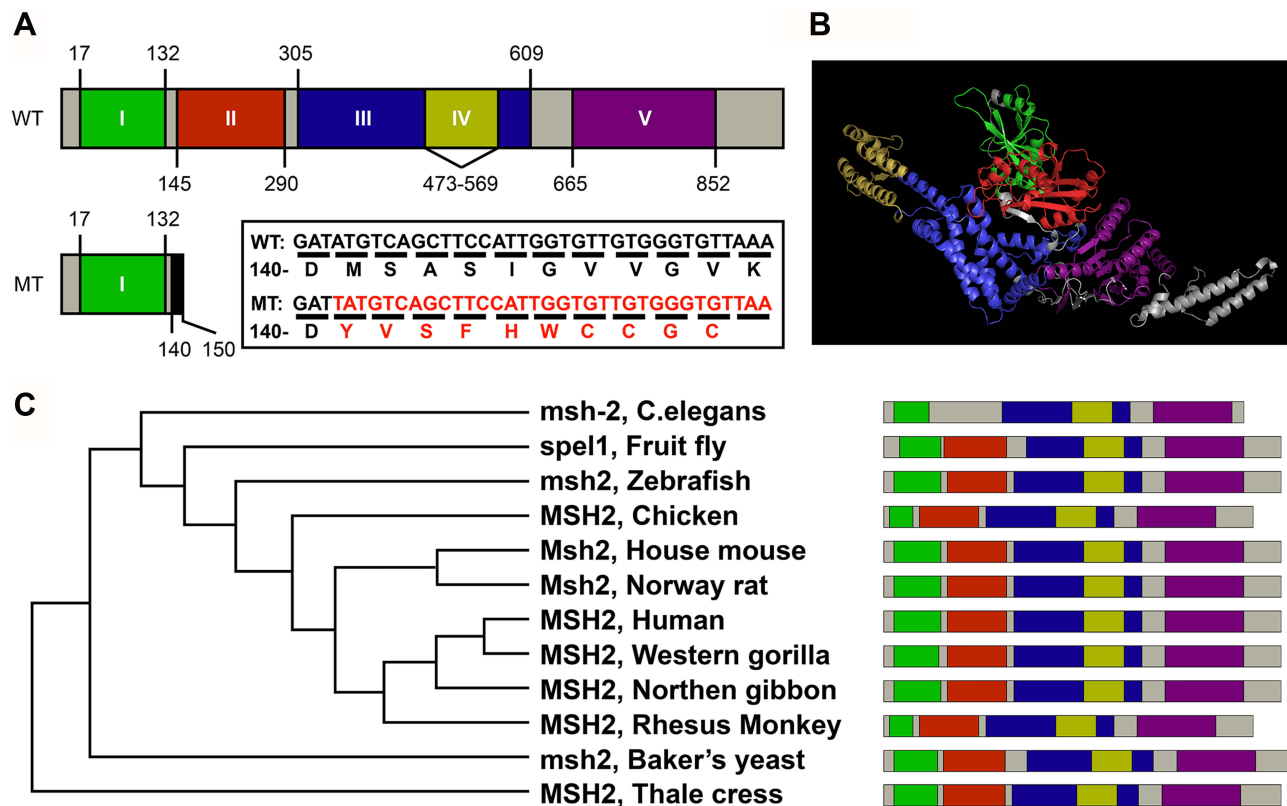 A
17 132 305 609
WT I II III IV V
145 290 473-569 665 852
17 132
MT I
140 150
WT: GATATGTCAGCTTCCATTGGTGTTGTGGGTGTTAAA
140- D M S A S I G V V G V K
MT: GATTATGTCAGCTTCCATTGGTGTTGTGGGTGTTAA
140- D Y V S F H W C C G C
B
C
msh-2, C.elegans
spel1, Fruit fly
msh2, Zebrafish
MSH2, Chicken
Msh2, House mouse
Msh2, Norway rat
MSH2, Human
MSH2, Western gorilla
MSH2, Northen gibbon
MSH2, Rhesus Monkey
msh2, Baker's yeast
MSH2, Thale cress